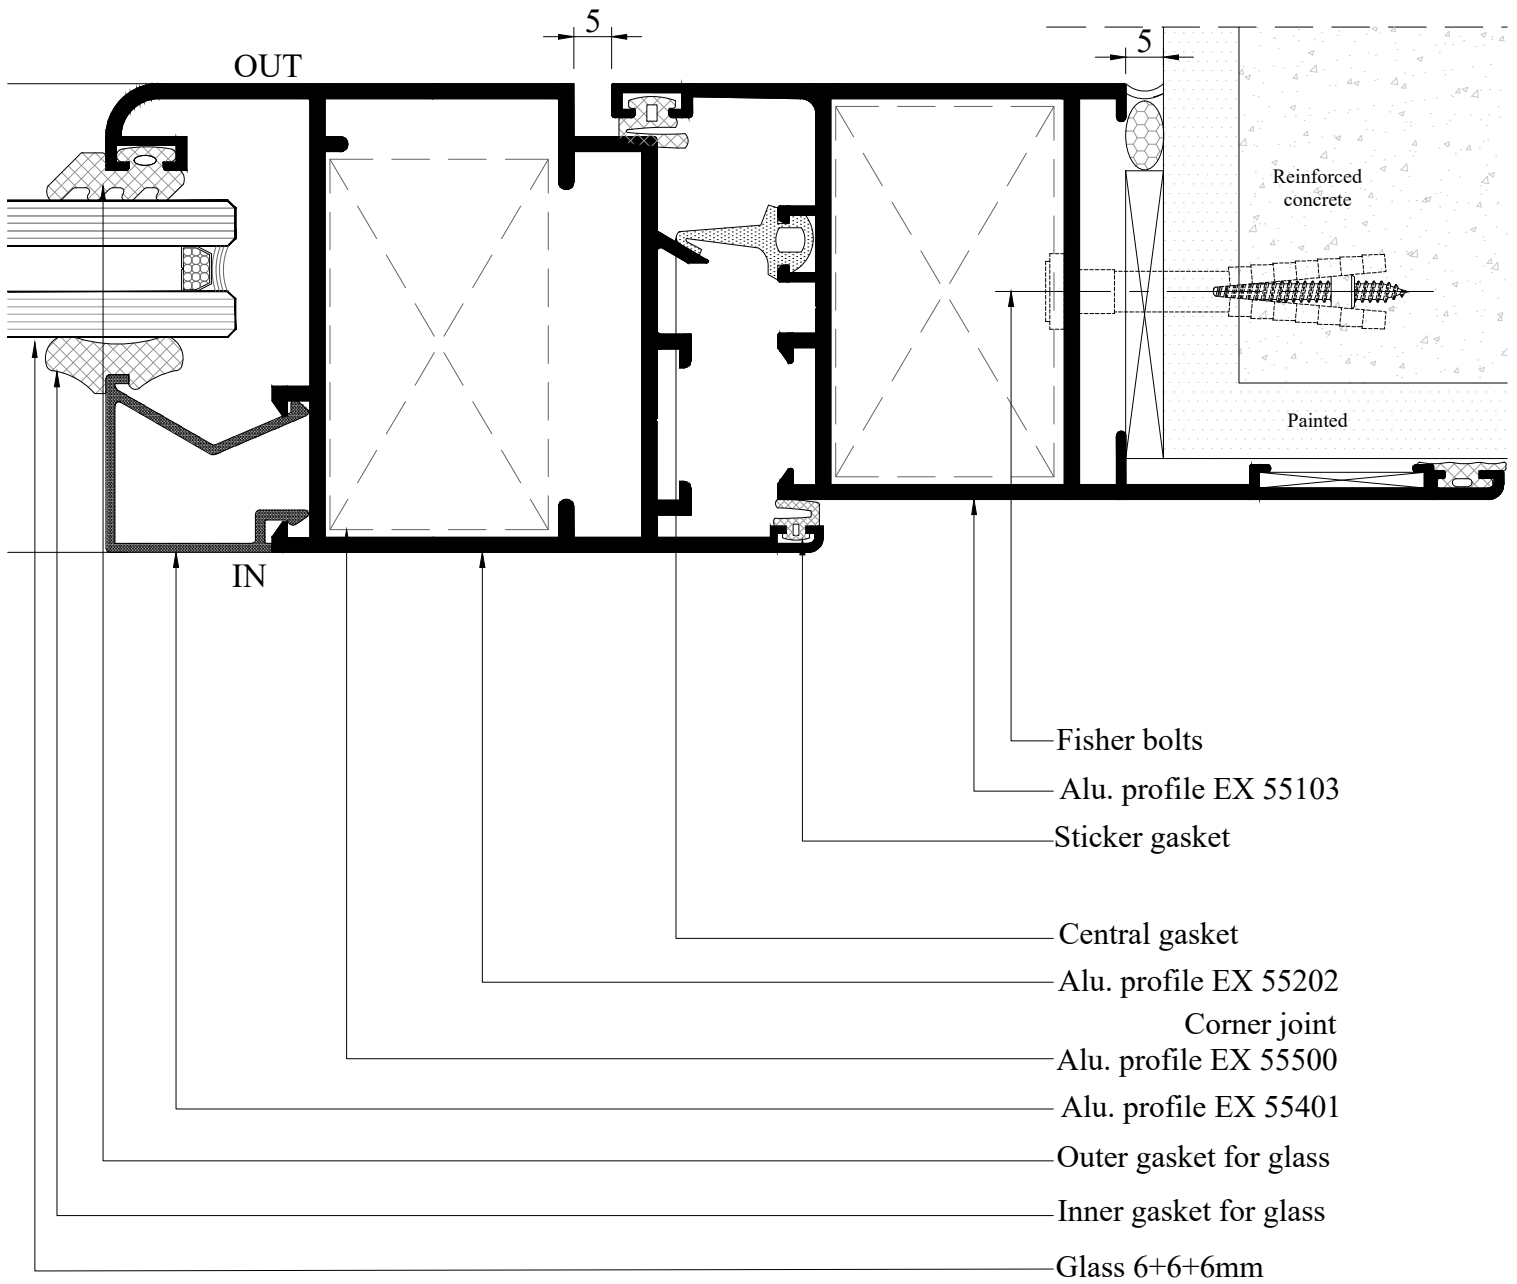 5
5
OUT
Reinforced
concrete
Painted
IN
Fisher bolts
Alu. profile EX 55103
Sticker gasket
Central gasket
Alu. profile EX 55202
Corner joint
Alu. profile EX 55500
Alu. profile EX 55401
Outer gasket for glass
Inner gasket for glass
Glass 6+6+6mm